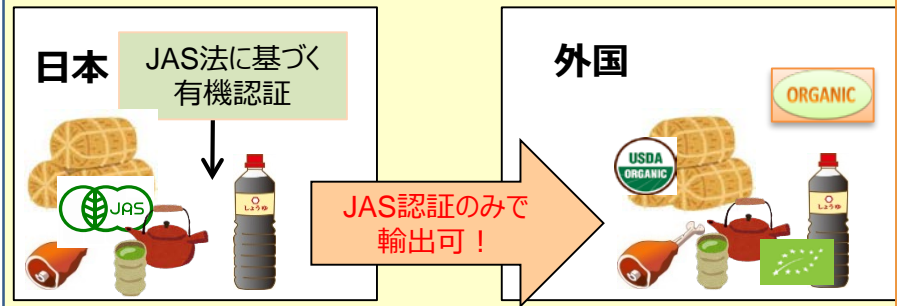 日本
JAS法に基づく
有機認証
JAS
しょうゆ
JAS認証のみで
輸出可！
外国
ORGANIC
USDA
ORGANIC
しょうゆ